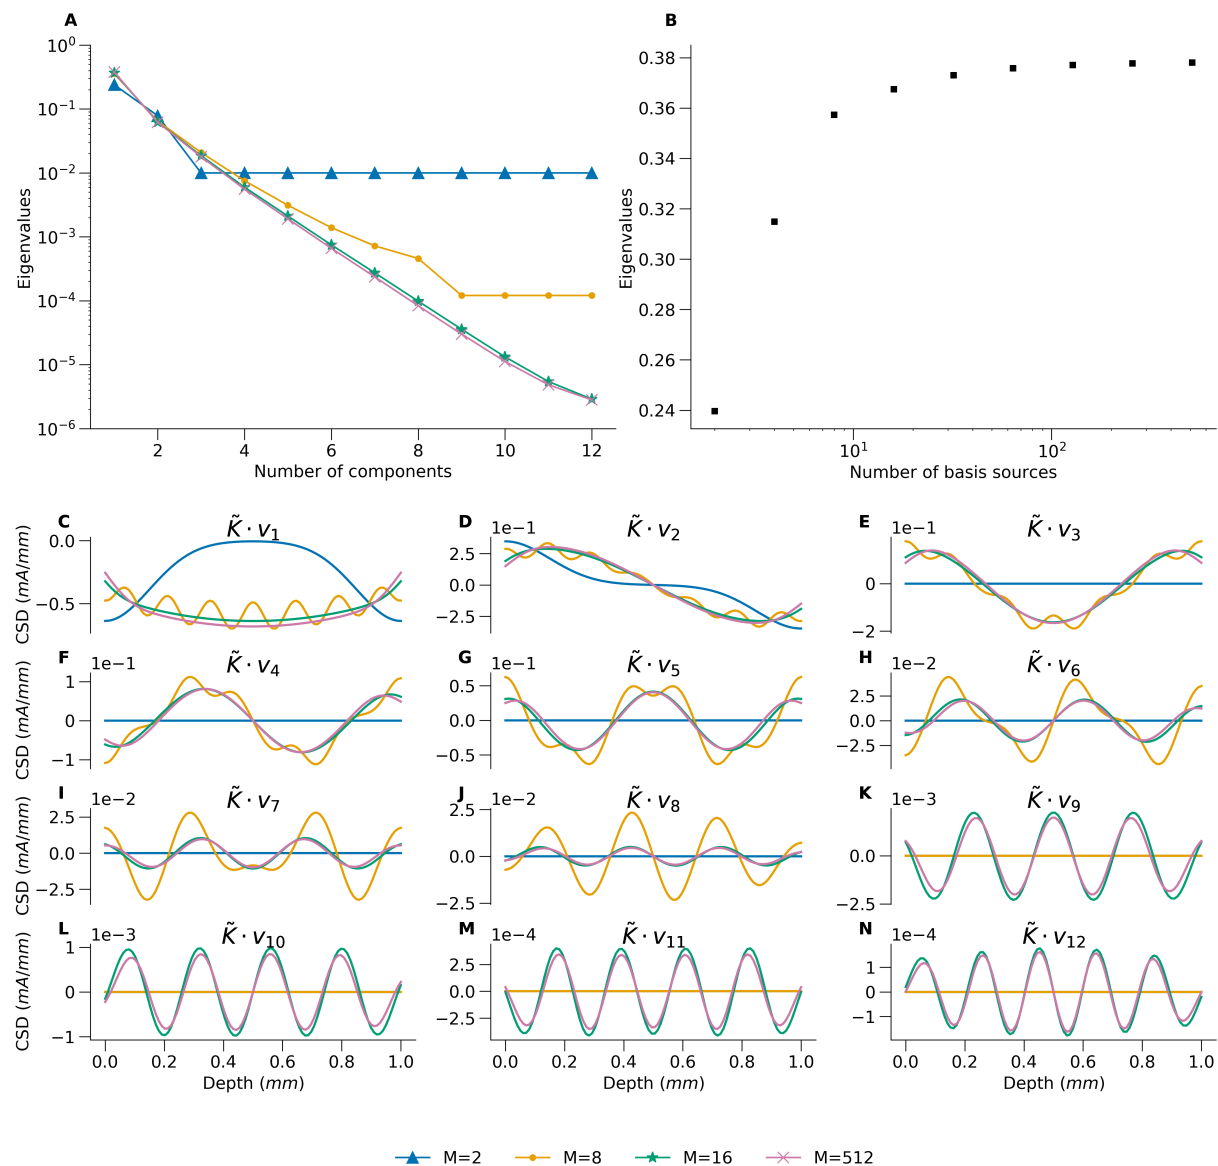 A
B
10⁰
10⁻¹
10⁻²
10⁻³
10⁻⁴
10⁻⁵
10⁻⁶
Eigenvalues
2 4 6 8 10 12
Number of components
0.38
0.36
0.34
0.32
0.30
0.28
0.26
0.24
Eigenvalues
10¹ 10²
Number of basis sources
C K̃ · v₁
0.0
−0.5
CSD (mA/mm)
D 1e−1 K̃ · v₂
2.5
0.0
−2.5
E 1e−1 K̃ · v₃
0
−2
F 1e−1 K̃ · v₄
1
0
−1
CSD (mA/mm)
G 1e−1 K̃ · v₅
0.5
0.0
−0.5
H 1e−2 K̃ · v₆
2.5
0.0
−2.5
I 1e−2 K̃ · v₇
2.5
0.0
−2.5
CSD (mA/mm)
J 1e−2 K̃ · v₈
2.5
0.0
−2.5
K 1e−3 K̃ · v₉
0.0
−2.5
L 1e−3 K̃ · v₁₀
1
0
−1
CSD (mA/mm)
0.0 0.2 0.4 0.6 0.8 1.0
Depth (mm)
M 1e−4 K̃ · v₁₁
2.5
0.0
−2.5
0.0 0.2 0.4 0.6 0.8 1.0
Depth (mm)
N 1e−4 K̃ · v₁₂
1
0
−1
0.0 0.2 0.4 0.6 0.8 1.0
Depth (mm)
M=2 M=8 M=16 M=512